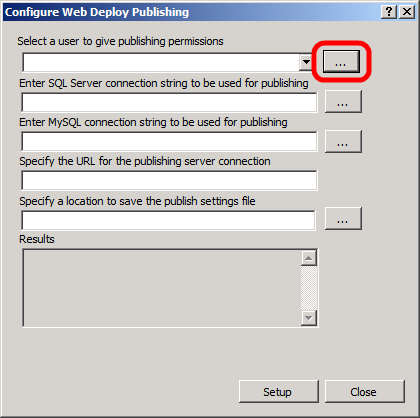 Configure Web Deploy Publishing
Select a user to give publishing permissions
...
Enter SQL Server connection string to be used for publishing
...
Enter MySQL connection string to be used for publishing
...
Specify the URL for the publishing server connection
Specify a location to save the publish settings file
...
Results
Setup Close